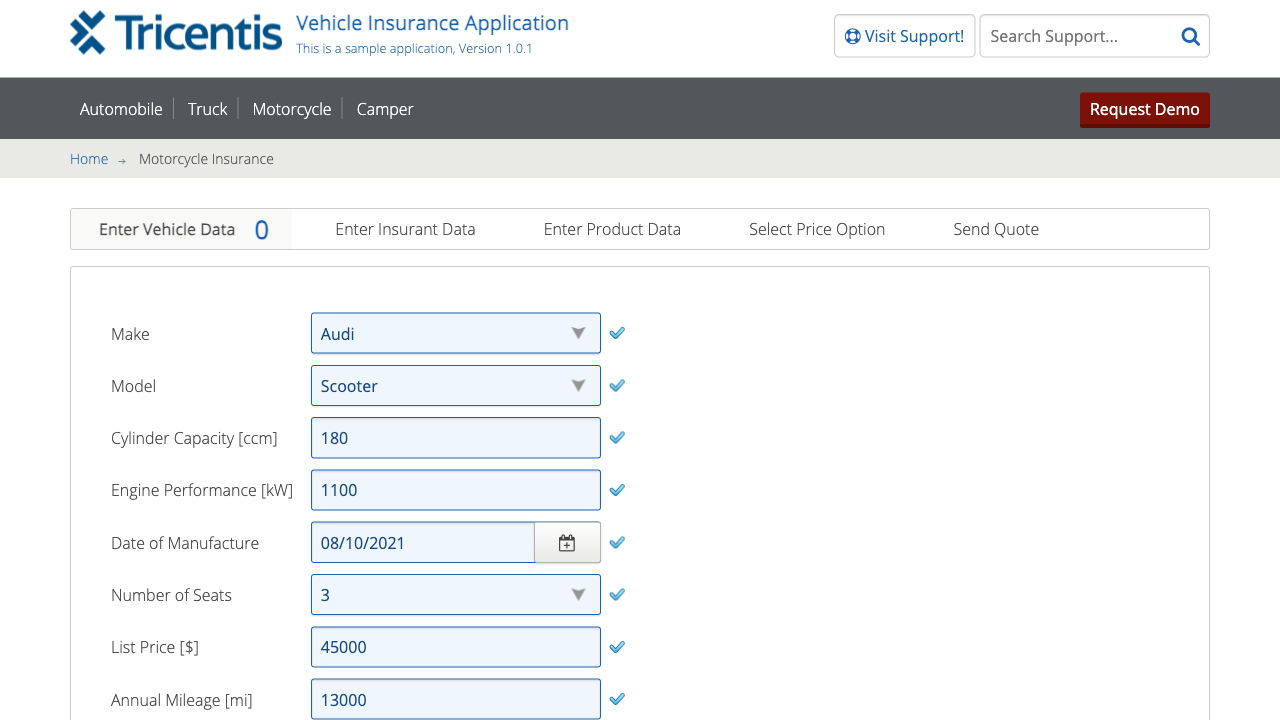 Tricentis
Vehicle Insurance Application
This is a sample application, Version 1.0.1
Visit Support!
Search Support...
Automobile
Truck
Motorcycle
Camper
Request Demo
Home → Motorcycle Insurance
Enter Vehicle Data 0
Enter Insurant Data
Enter Product Data
Select Price Option
Send Quote
Make Audi
Model Scooter
Cylinder Capacity [ccm] 180
Engine Performance [kW] 1100
Date of Manufacture 08/10/2021
Number of Seats 3
List Price [$] 45000
Annual Mileage [mi] 13000